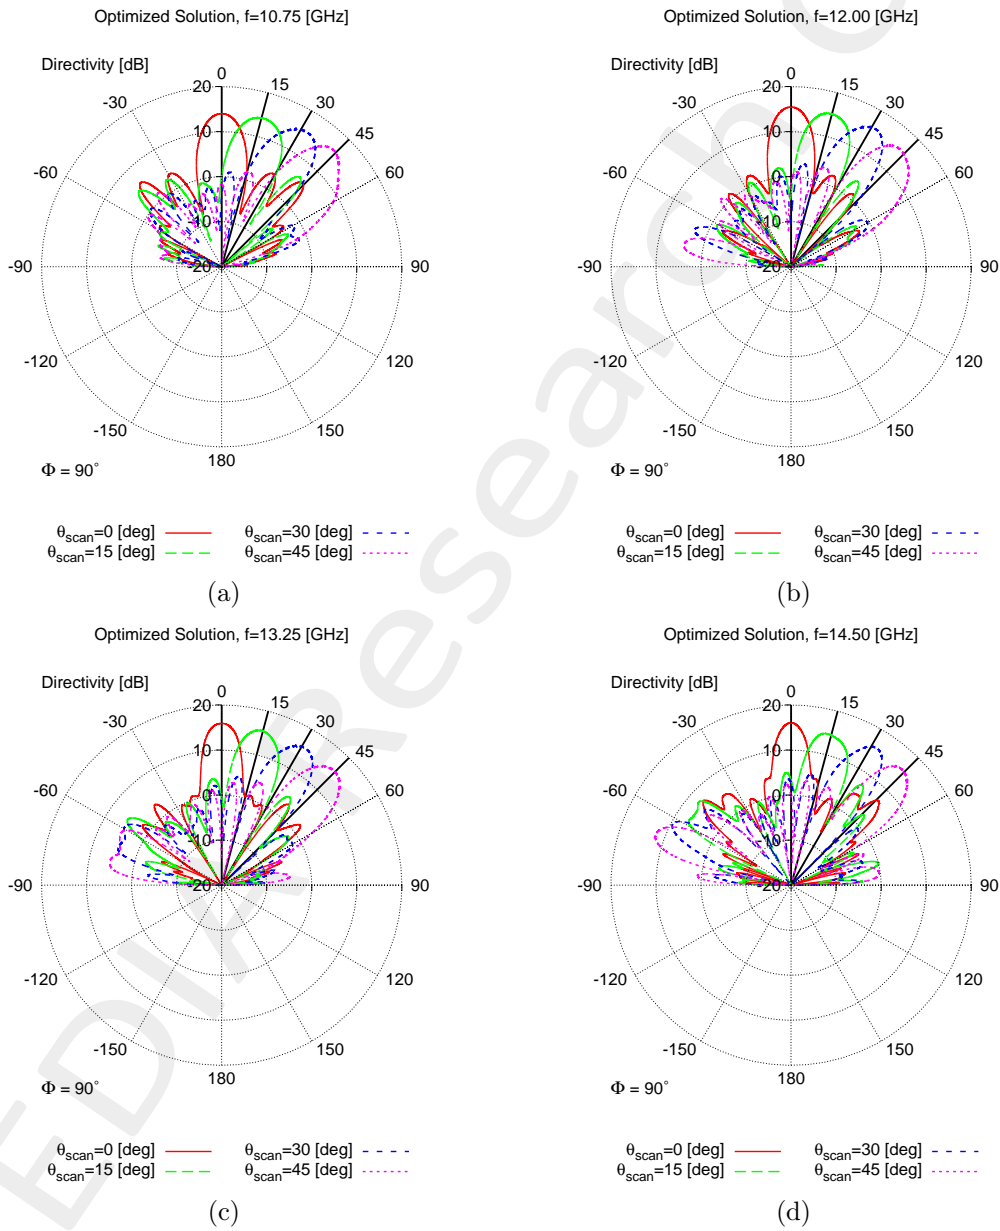 Optimized Solution, f=10.75 [GHz]
Directivity [dB]
0
15
30
45
60
90
120
150
180
-150
-120
-90
-60
-30
20
10
0
-10
-20
Φ = 90°
θscan=0 [deg]
θscan=30 [deg]
θscan=15 [deg]
θscan=45 [deg]
(a)
Optimized Solution, f=12.00 [GHz]
Directivity [dB]
0
15
30
45
60
90
120
150
180
-150
-120
-90
-60
-30
20
10
0
-10
-20
Φ = 90°
θscan=0 [deg]
θscan=30 [deg]
θscan=15 [deg]
θscan=45 [deg]
(b)
Optimized Solution, f=13.25 [GHz]
Directivity [dB]
0
15
30
45
60
90
120
150
180
-150
-120
-90
-60
-30
20
10
0
-10
-20
Φ = 90°
θscan=0 [deg]
θscan=30 [deg]
θscan=15 [deg]
θscan=45 [deg]
(c)
Optimized Solution, f=14.50 [GHz]
Directivity [dB]
0
15
30
45
60
90
120
150
180
-150
-120
-90
-60
-30
20
10
0
-10
-20
Φ = 90°
θscan=0 [deg]
θscan=30 [deg]
θscan=15 [deg]
θscan=45 [deg]
(d)
EDIA Research